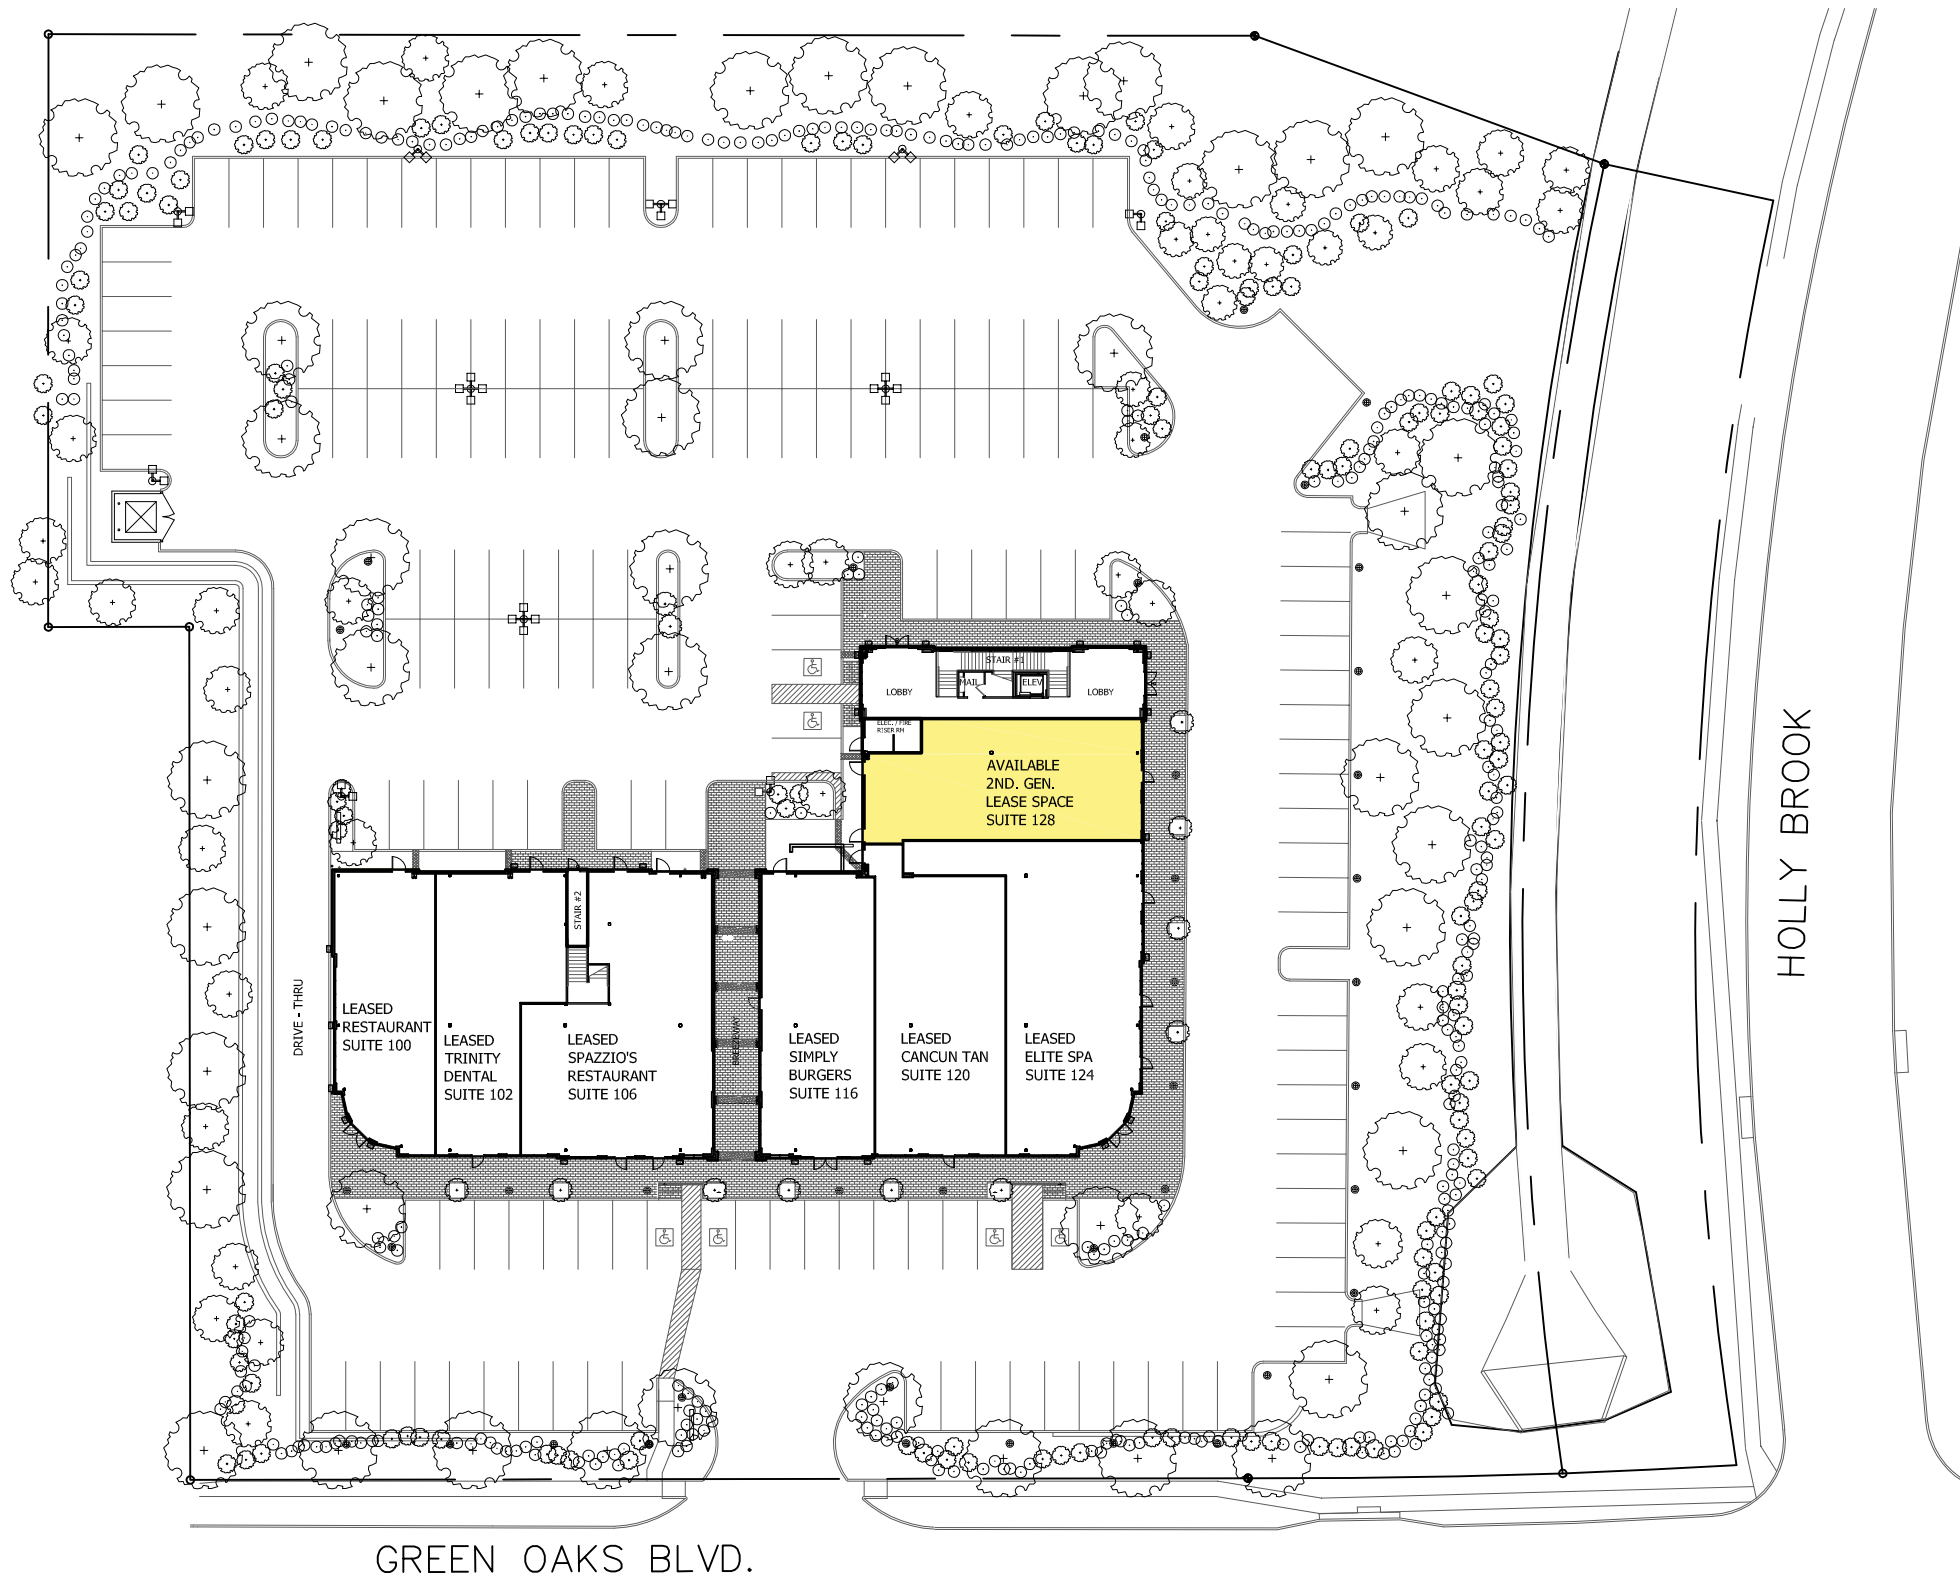 STAIR #1
MAIL
ELEV
LOBBY
LOBBY
ELEC. / FIRE
RISER RM
AVAILABLE
2ND. GEN.
LEASE SPACE
SUITE 128
STAIR #2
DRIVE - THRU
LEASED
RESTAURANT
SUITE 100
LEASED
TRINITY
DENTAL
SUITE 102
LEASED
SPAZZIO'S
RESTAURANT
SUITE 106
BREEZEWAY
LEASED
SIMPLY
BURGERS
SUITE 116
LEASED
CANCUN TAN
SUITE 120
LEASED
ELITE SPA
SUITE 124
HOLLY BROOK
GREEN OAKS BLVD.